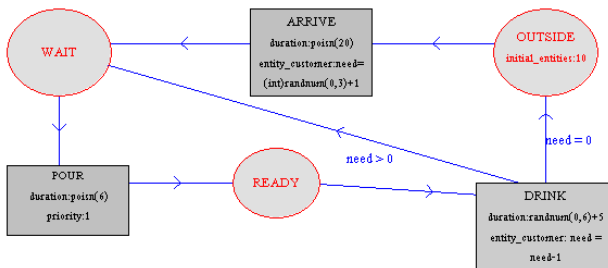 ARRIVE
duration:poisn(20)
entity_customer:need=
(int)randnum(0,3)+1
OUTSIDE
initial_entities:10
WAIT
need > 0
need = 0
POUR
duration:poisn(6)
priority:1
READY
DRINK
duration:randnum(0,6)+5
entity_customer: need =
need-1